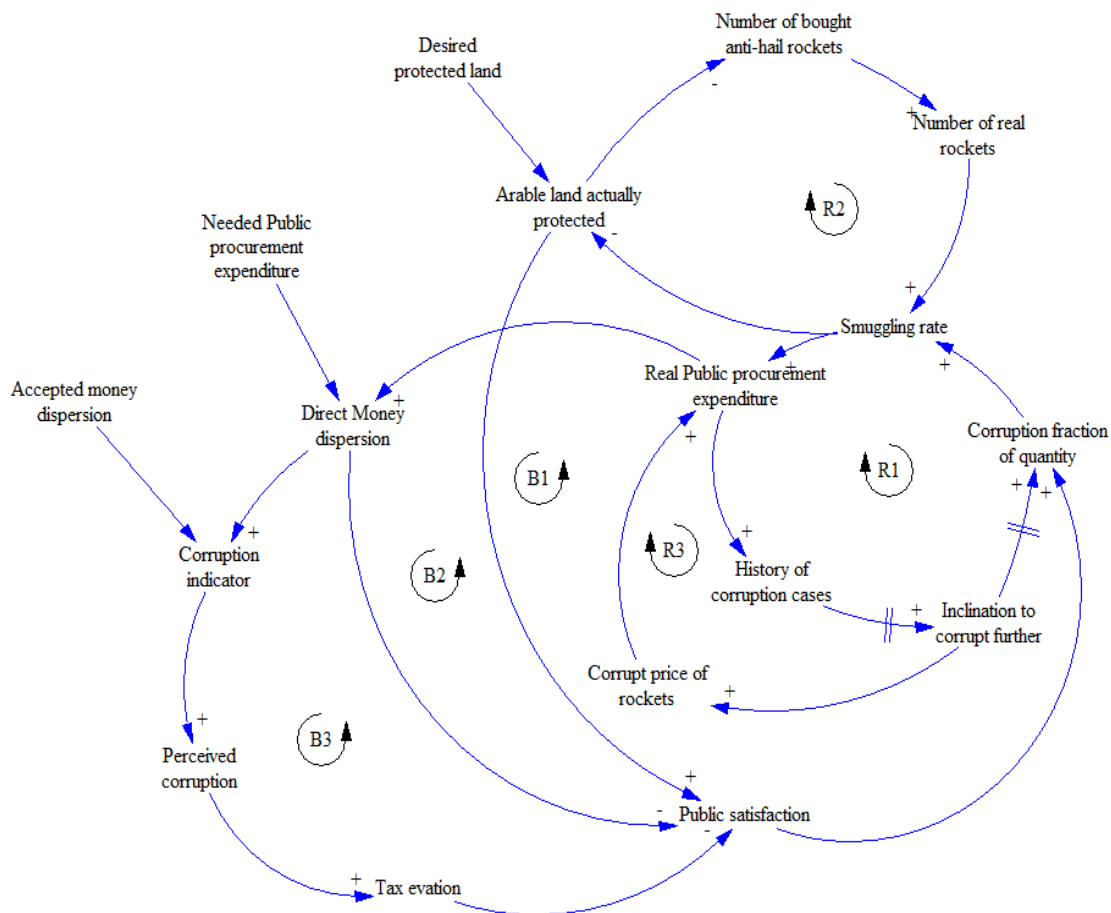 Number of bought
anti-hail rockets
Desired
protected land
-
+
Number of real
rockets
Arable land actually
protected
-
R2
Needed Public
procurement
expenditure
+
Smuggling rate
+
+
Real Public procurement
expenditure
Accepted money
dispersion
Direct Money
dispersion
+
+
Corruption fraction
of quantity
B1
R1
+
+
+
+
Corruption
indicator
B2
R3
History of
corruption cases
+
Inclination to
corrupt further
Corrupt price of
rockets
+
+
B3
Perceived
corruption
+
-
-
Public satisfaction
+
Tax evation